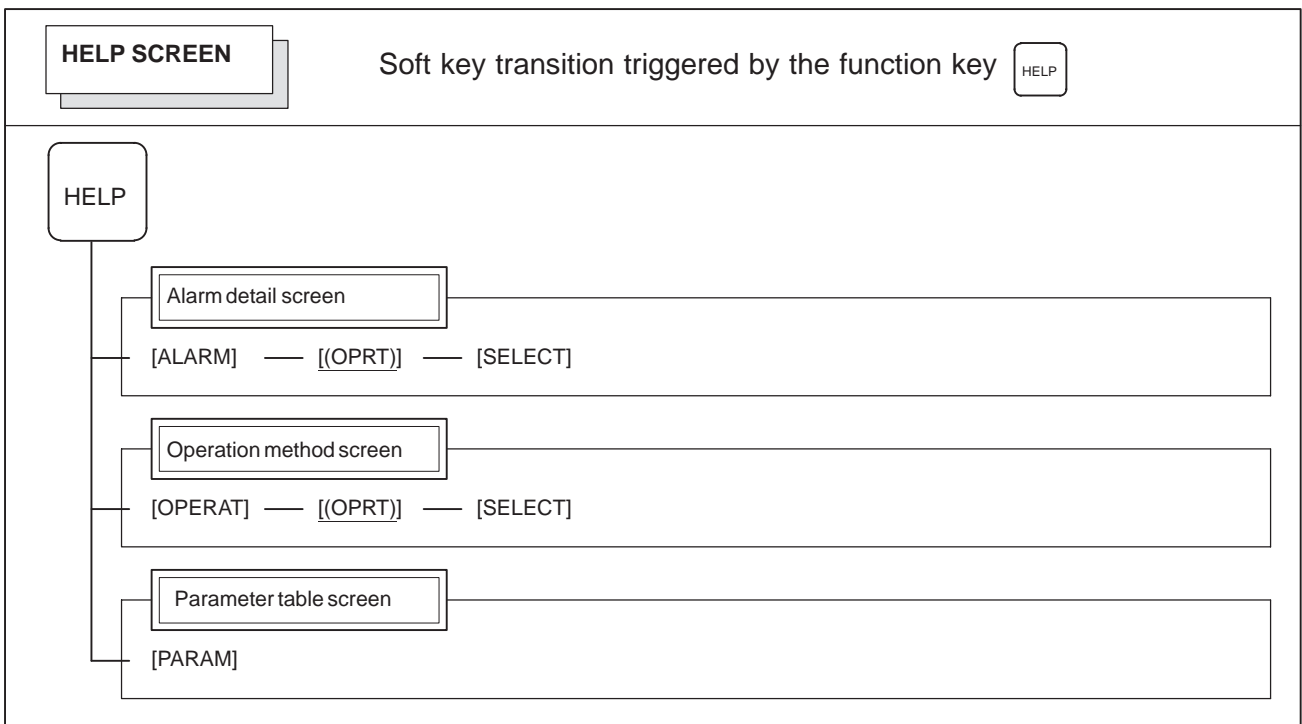 HELP SCREEN
Soft key transition triggered by the function key HELP
HELP
Alarm detail screen
[ALARM] [(OPRT)] [SELECT]
Operation method screen
[OPERAT] [(OPRT)] [SELECT]
Parameter table screen
[PARAM]